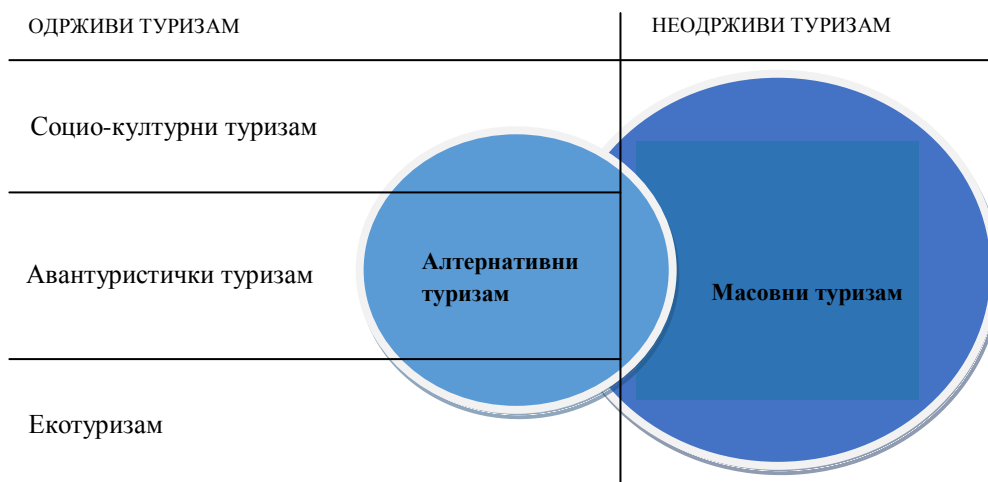 ОДРЖИВИ ТУРИЗАМ
НЕОДРЖИВИ ТУРИЗАМ
Социо-културни туризам
Авантуристички туризам
Алтернативни
туризам
Масовни туризам
Екотуризам